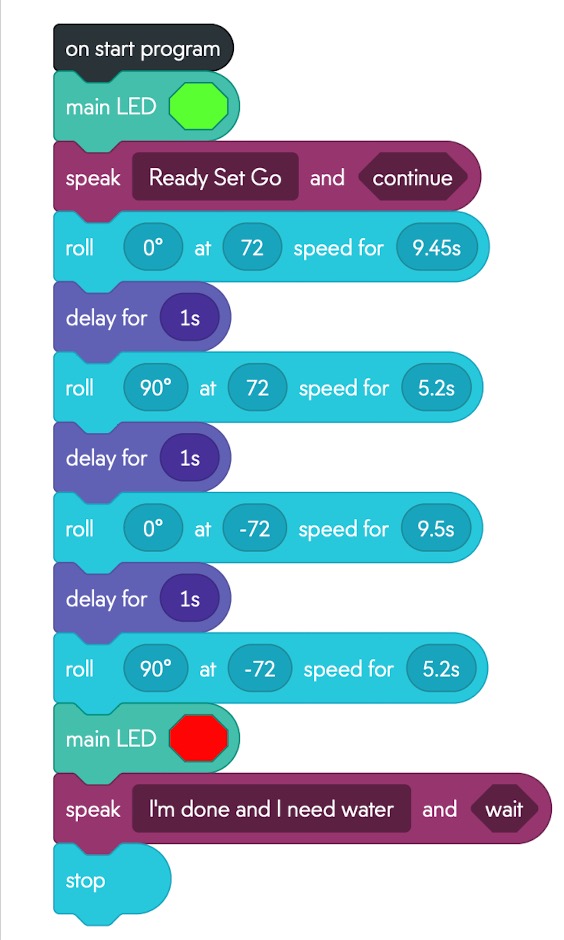 on start program
main LED
speak Ready Set Go and continue
roll 0° at 72 speed for 9.45s
delay for 1s
roll 90° at 72 speed for 5.2s
delay for 1s
roll 0° at -72 speed for 9.5s
delay for 1s
roll 90° at -72 speed for 5.2s
main LED
speak I'm done and I need water and wait
stop